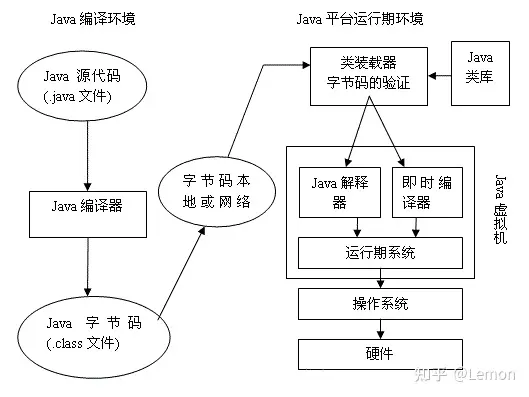 Java 编译环境
Java 平台运行期环境
Java 源代码
(.java 文件)
Java 编译器
Java 字节码
(.class 文件)
字节码本
地或网络
类装载器
字节码的验证
Java
类库
Java 解释
器
即时编
译器
运行期系统
Java 虚拟机
操作系统
硬件
知乎 @Lemon